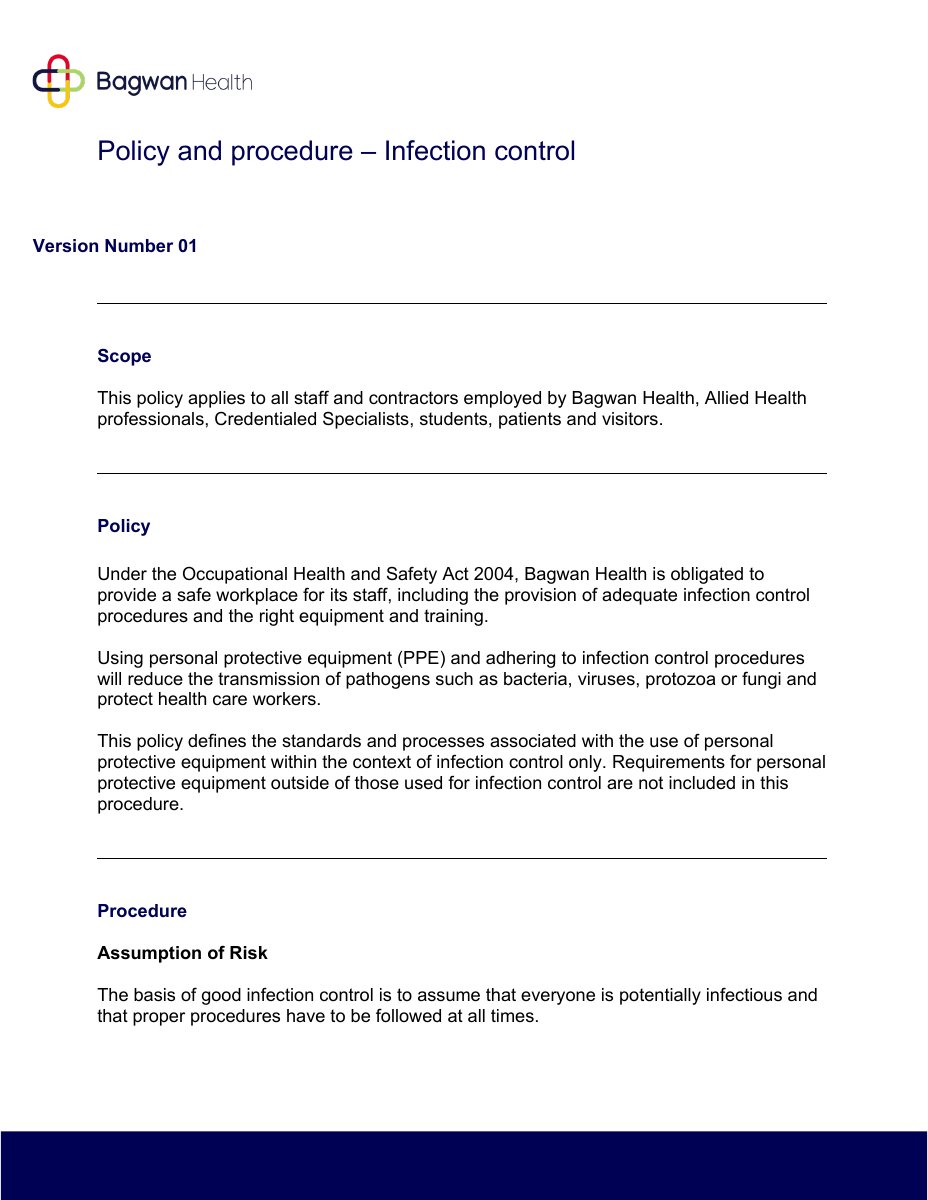 Bagwan Health
Policy and procedure – Infection control
Version Number 01
Scope
This policy applies to all staff and contractors employed by Bagwan Health, Allied Health
professionals, Credentialed Specialists, students, patients and visitors.
Policy
Under the Occupational Health and Safety Act 2004, Bagwan Health is obligated to
provide a safe workplace for its staff, including the provision of adequate infection control
procedures and the right equipment and training.
Using personal protective equipment (PPE) and adhering to infection control procedures
will reduce the transmission of pathogens such as bacteria, viruses, protozoa or fungi and
protect health care workers.
This policy defines the standards and processes associated with the use of personal
protective equipment within the context of infection control only. Requirements for personal
protective equipment outside of those used for infection control are not included in this
procedure.
Procedure
Assumption of Risk
The basis of good infection control is to assume that everyone is potentially infectious and
that proper procedures have to be followed at all times.